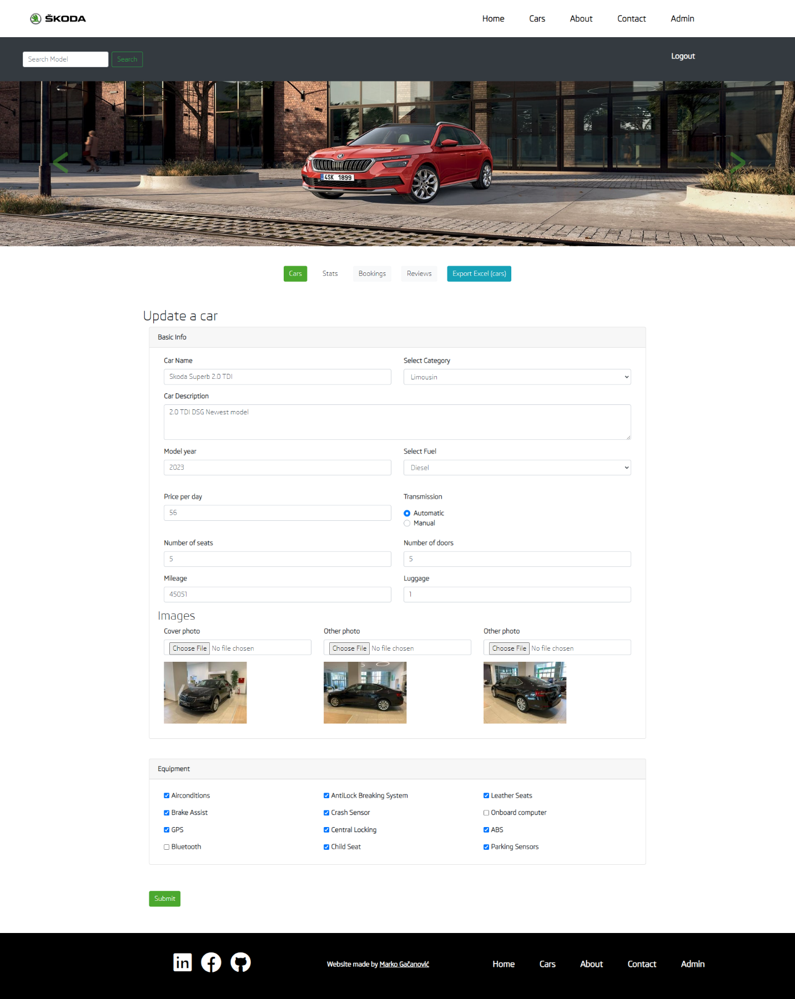 ŠKODA
Home Cars About Contact Admin
Search Model Search
Logout
<
>
4SK 1899
Cars Stats Bookings Reviews Export Excel (cars)
Update a car
Basic Info
Car Name Select Category
Skoda Superb 2.0 TDI Limousin
Car Description
2.0 TDI DSG Newest model
Model year Select Fuel
2023 Diesel
Price per day Transmission
56 Automatic
Manual
Number of seats Number of doors
5 5
Mileage Luggage
45051 1
Images
Cover photo Other photo Other photo
Choose File No file chosen Choose File No file chosen Choose File No file chosen
Equipment
Airconditions AntiLock Breaking System Leather Seats
Brake Assist Crash Sensor Onboard computer
GPS Central Locking ABS
Bluetooth Child Seat Parking Sensors
Submit
in
Website made by Marko Gačanović Home Cars About Contact Admin